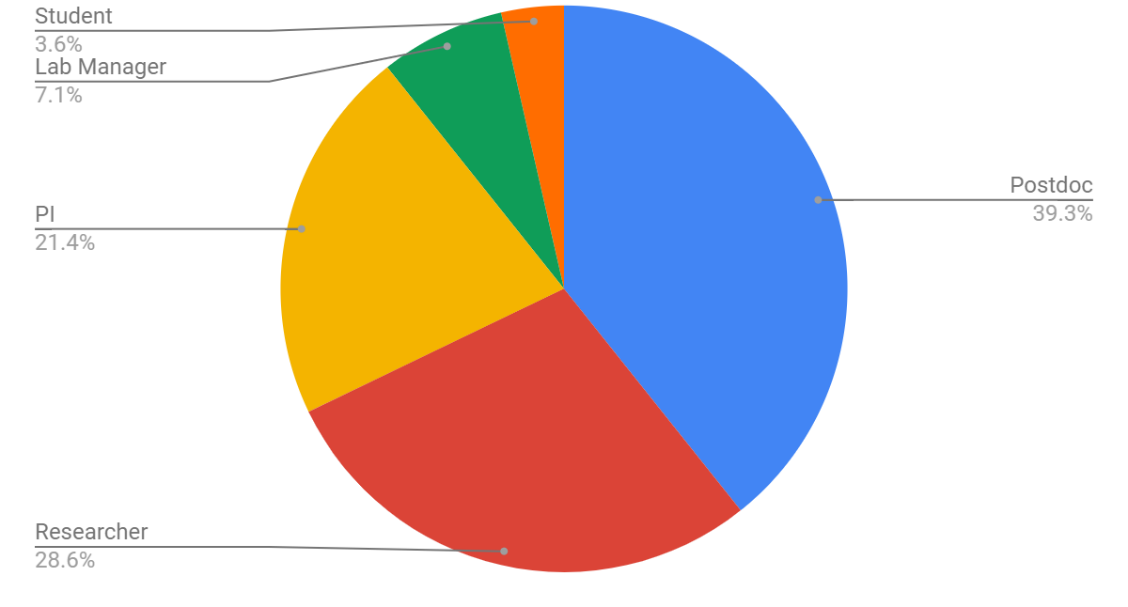 Student
3.6%
Lab Manager
7.1%
Postdoc
39.3%
PI
21.4%
Researcher
28.6%